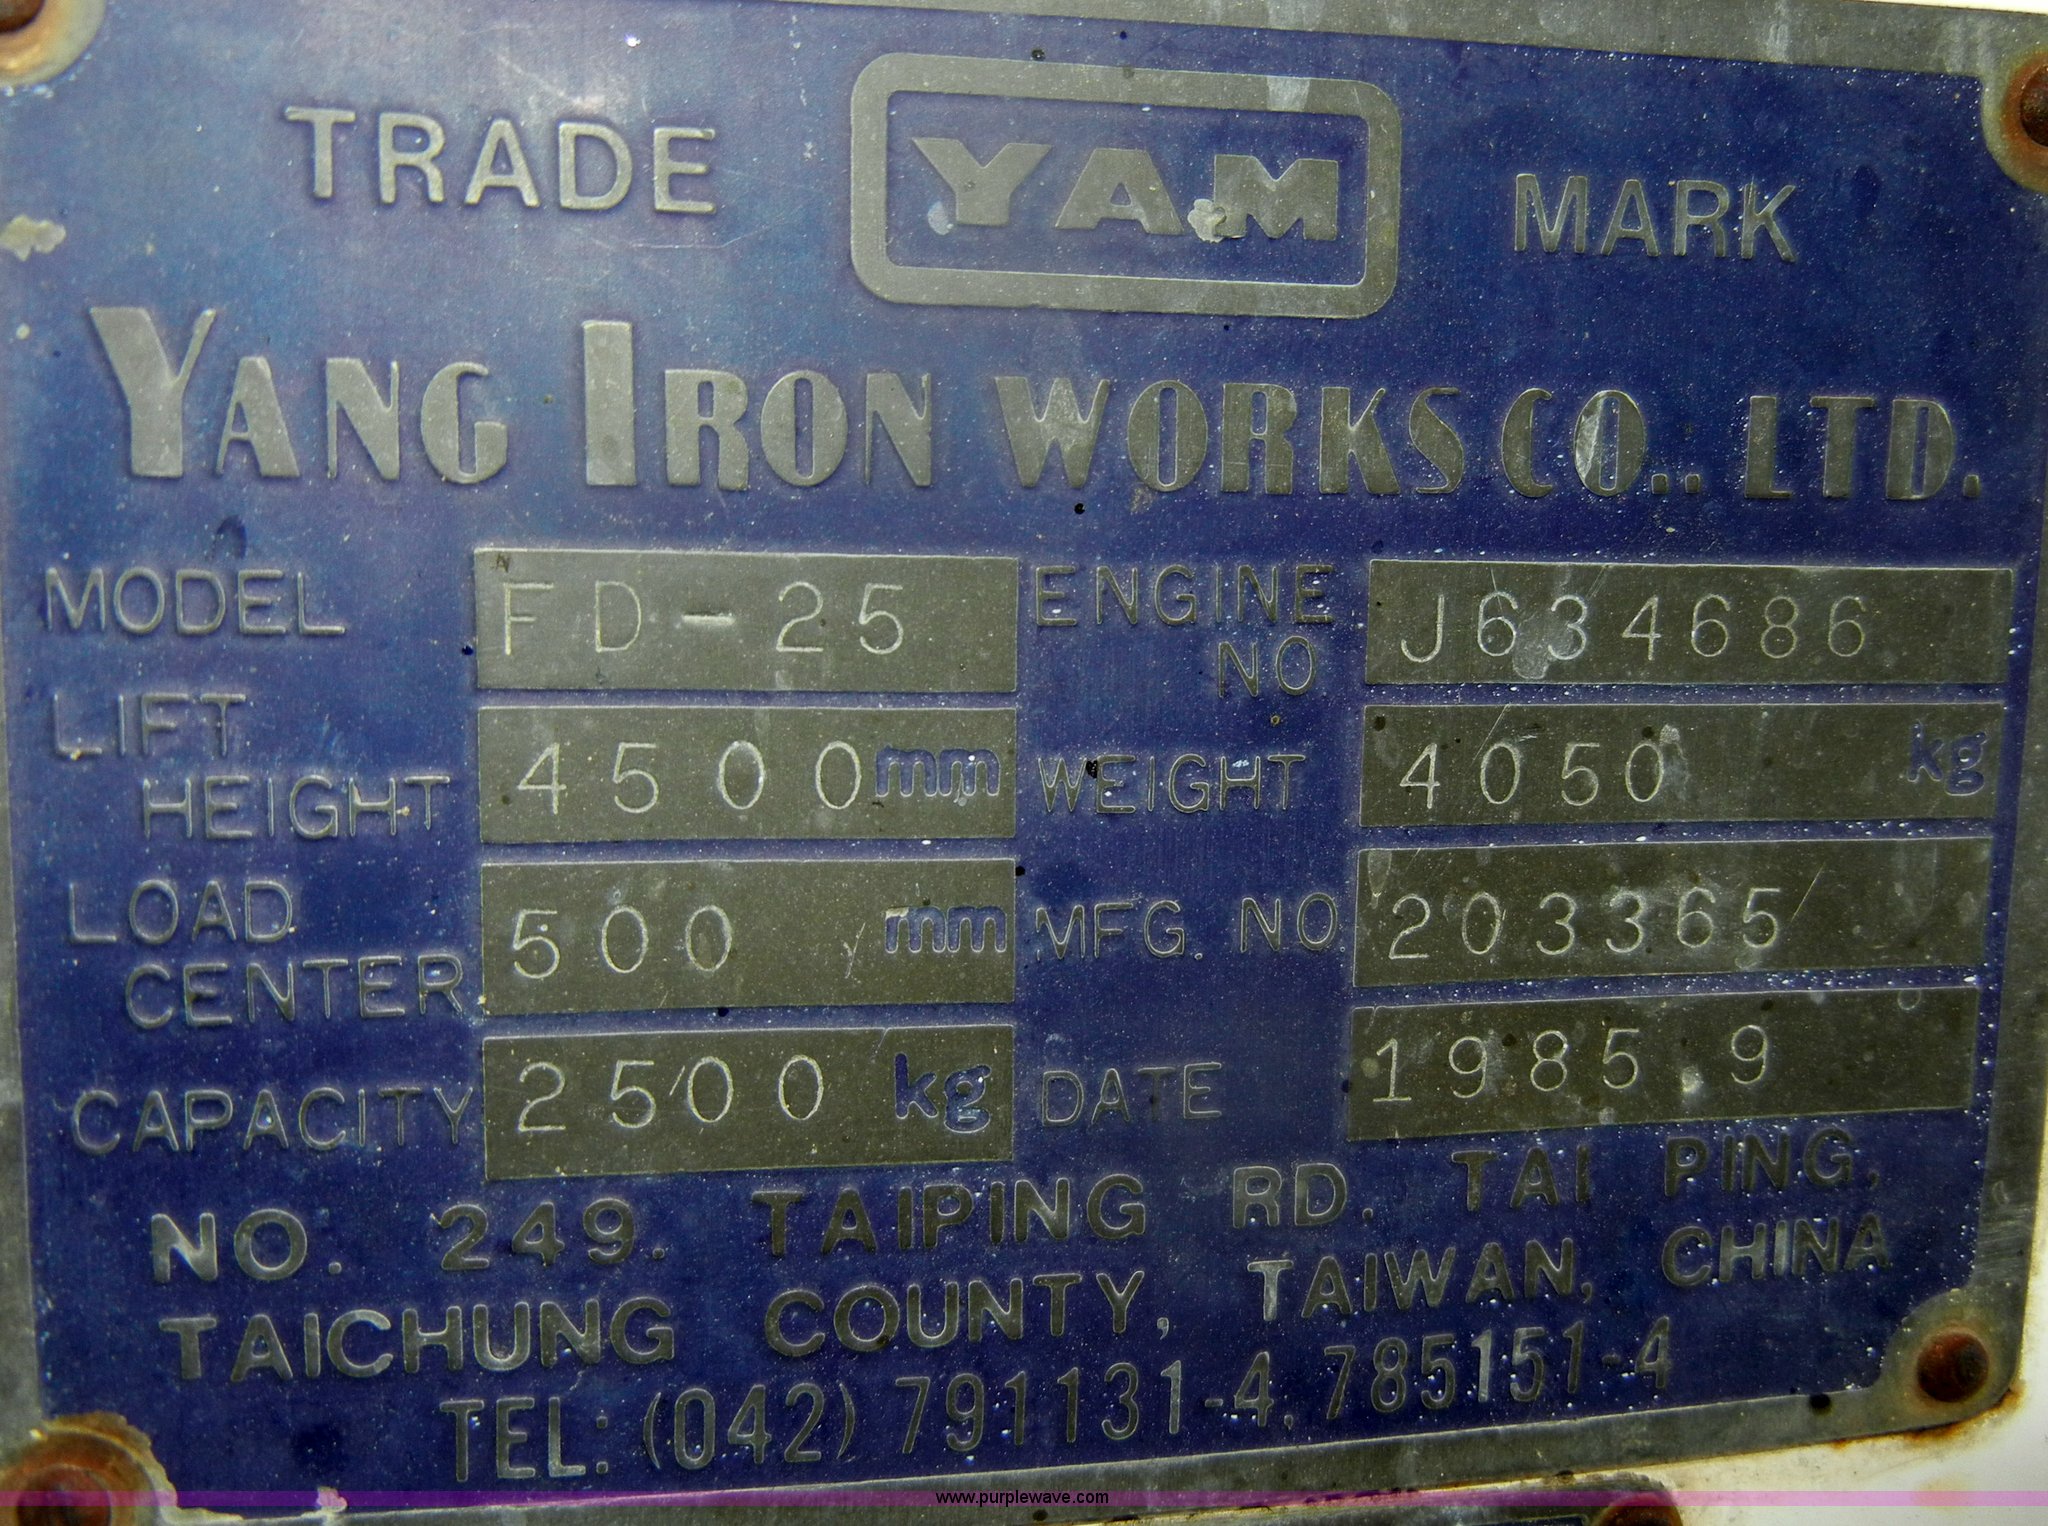 TRADE YAM MARK
YANG IRON WORKS CO.. LTD.
MODEL FD-25 ENGINE NO J634686
LIFT HEIGHT 4500mm WEIGHT 4050 kg
LOAD CENTER 500 mm MFG. NO 203365
CAPACITY 2500 kg DATE 1985.9
NO. 249. TAIPING RD. TAI PING,
TAICHUNG COUNTY, TAIWAN, CHINA
TEL: (042) 791131-4, 785151-4
www.purplewave.com